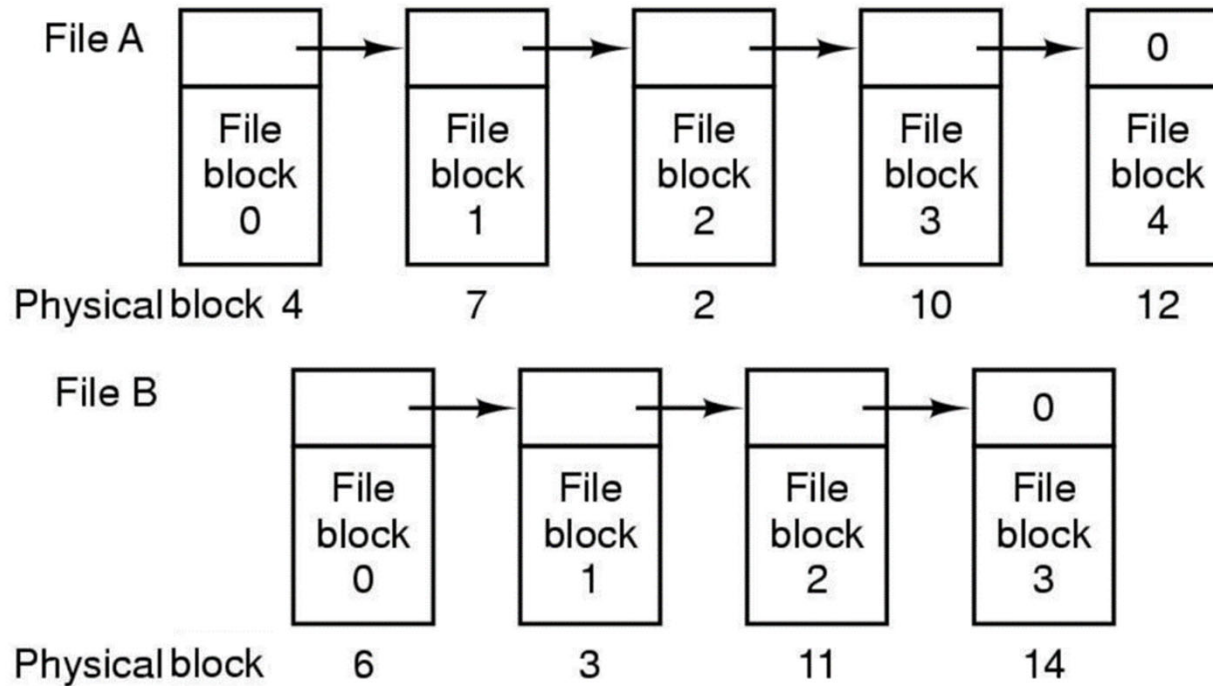 File A
0
File block 0
File block 1
File block 2
File block 3
File block 4
Physical block 4 7 2 10 12
File B
0
File block 0
File block 1
File block 2
File block 3
Physical block 6 3 11 14